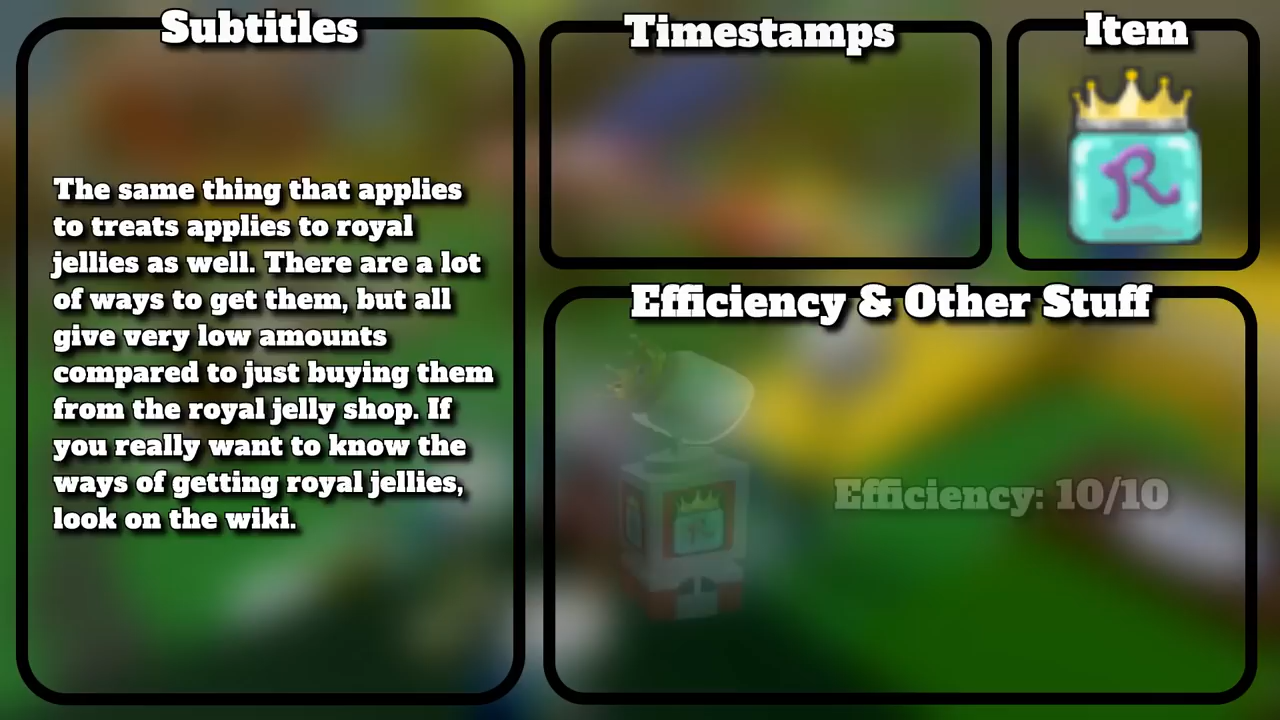 Subtitles
The same thing that applies
to treats applies to royal
jellies as well. There are a lot
of ways to get them, but all
give very low amounts
compared to just buying them
from the royal jelly shop. If
you really want to know the
ways of getting royal jellies,
look on the wiki.
Timestamps
Item
R
Efficiency & Other Stuff
R
Efficiency: 10/10